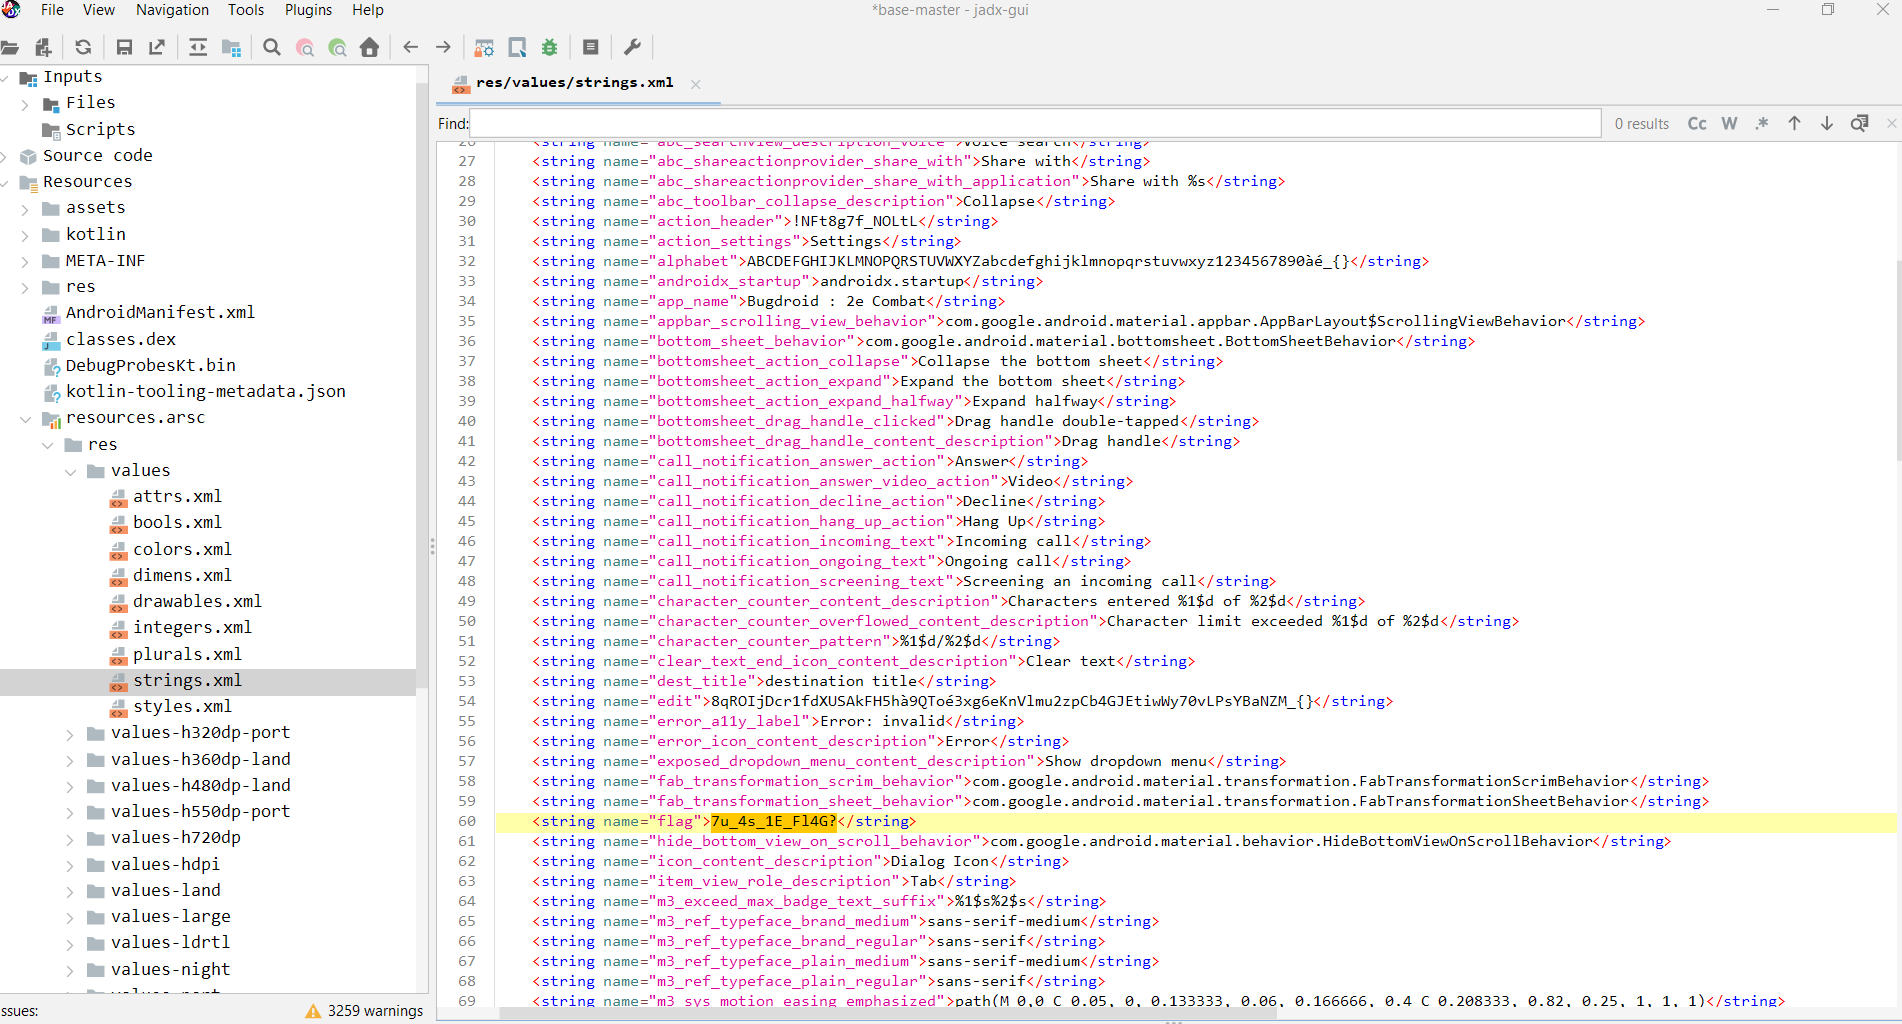 File View Navigation Tools Plugins Help
*base-master - jadx-gui
Inputs
Files
Scripts
Source code
Resources
assets
kotlin
META-INF
res
AndroidManifest.xml
classes.dex
DebugProbesKt.bin
kotlin-tooling-metadata.json
resources.arsc
res
values
attrs.xml
bools.xml
colors.xml
dimens.xml
drawables.xml
integers.xml
plurals.xml
strings.xml
styles.xml
values-h320dp-port
values-h360dp-land
values-h480dp-land
values-h550dp-port
values-h720dp
values-hdpi
values-land
values-large
values-ldrtl
values-night
ssues: 3259 warnings
res/values/strings.xml
Find: 0 results Cc W .*
26 <string name="abc_searchview_description_voice">Voice search</string>
27 <string name="abc_shareactionprovider_share_with">Share with</string>
28 <string name="abc_shareactionprovider_share_with_application">Share with %s</string>
29 <string name="abc_toolbar_collapse_description">Collapse</string>
30 <string name="action_header">!NFt8g7f_NOLtL</string>
31 <string name="action_settings">Settings</string>
32 <string name="alphabet">ABCDEFGHIJKLMNOPQRSTUVWXYZabcdefghijklmnopqrstuvwxyz1234567890àé_{}</string>
33 <string name="androidx_startup">androidx.startup</string>
34 <string name="app_name">Bugdroid : 2e Combat</string>
35 <string name="appbar_scrolling_view_behavior">com.google.android.material.appbar.AppBarLayout$ScrollingViewBehavior</string>
36 <string name="bottom_sheet_behavior">com.google.android.material.bottomsheet.BottomSheetBehavior</string>
37 <string name="bottomsheet_action_collapse">Collapse the bottom sheet</string>
38 <string name="bottomsheet_action_expand">Expand the bottom sheet</string>
39 <string name="bottomsheet_action_expand_halfway">Expand halfway</string>
40 <string name="bottomsheet_drag_handle_clicked">Drag handle double-tapped</string>
41 <string name="bottomsheet_drag_handle_content_description">Drag handle</string>
42 <string name="call_notification_answer_action">Answer</string>
43 <string name="call_notification_answer_video_action">Video</string>
44 <string name="call_notification_decline_action">Decline</string>
45 <string name="call_notification_hang_up_action">Hang Up</string>
46 <string name="call_notification_incoming_text">Incoming call</string>
47 <string name="call_notification_ongoing_text">Ongoing call</string>
48 <string name="call_notification_screening_text">Screening an incoming call</string>
49 <string name="character_counter_content_description">Characters entered %1$d of %2$d</string>
50 <string name="character_counter_overflowed_content_description">Character limit exceeded %1$d of %2$d</string>
51 <string name="character_counter_pattern">%1$d/%2$d</string>
52 <string name="clear_text_end_icon_content_description">Clear text</string>
53 <string name="dest_title">destination title</string>
54 <string name="edit">8qROIjDcr1fdXUSAkFH5hà9QToé3xg6eKnVlmu2zpCb4GJEtiwWy70vLPsYBaNZM_{}</string>
55 <string name="error_a11y_label">Error: invalid</string>
56 <string name="error_icon_content_description">Error</string>
57 <string name="exposed_dropdown_menu_content_description">Show dropdown menu</string>
58 <string name="fab_transformation_scrim_behavior">com.google.android.material.transformation.FabTransformationScrimBehavior</string>
59 <string name="fab_transformation_sheet_behavior">com.google.android.material.transformation.FabTransformationSheetBehavior</string>
60 <string name="flag">7u_4s_1E_Fl4G?</string>
61 <string name="hide_bottom_view_on_scroll_behavior">com.google.android.material.behavior.HideBottomViewOnScrollBehavior</string>
62 <string name="icon_content_description">Dialog Icon</string>
63 <string name="item_view_role_description">Tab</string>
64 <string name="m3_exceed_max_badge_text_suffix">%1$s%2$s</string>
65 <string name="m3_ref_typeface_brand_medium">sans-serif-medium</string>
66 <string name="m3_ref_typeface_brand_regular">sans-serif</string>
67 <string name="m3_ref_typeface_plain_medium">sans-serif-medium</string>
68 <string name="m3_ref_typeface_plain_regular">sans-serif</string>
69 <string name="m3_sys_motion_easing_emphasized">path(M 0,0 C 0.05, 0, 0.133333, 0.06, 0.166666, 0.4 C 0.208333, 0.82, 0.25, 1, 1, 1)</string>